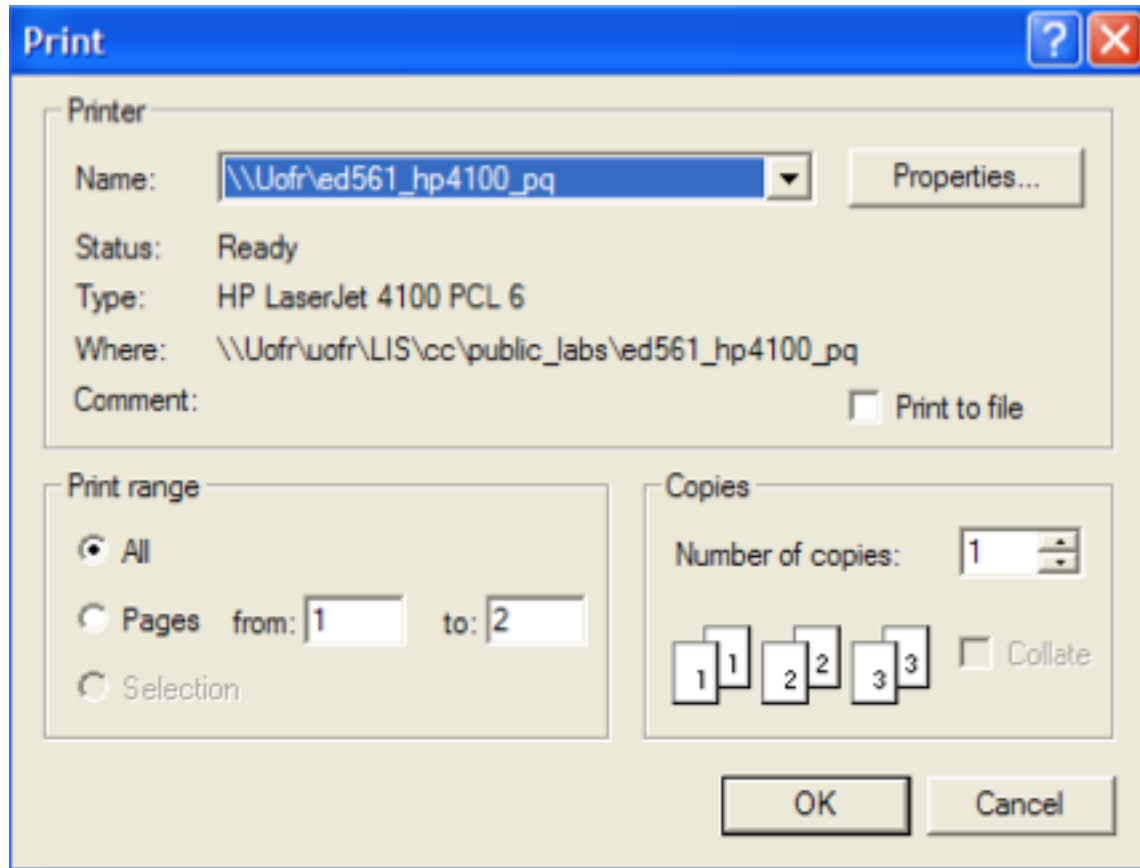 Print
Printer
Name: \\Uofr\ed561_hp4100_pq Properties...
Status: Ready
Type: HP LaserJet 4100 PCL 6
Where: \\Uofr\uofr\LIS\cc\public_labs\ed561_hp4100_pq
Comment: Print to file
Print range
All
Pages from: 1 to: 2
Selection
Copies
Number of copies: 1
1 1 2 2 3 3 Collate
OK Cancel